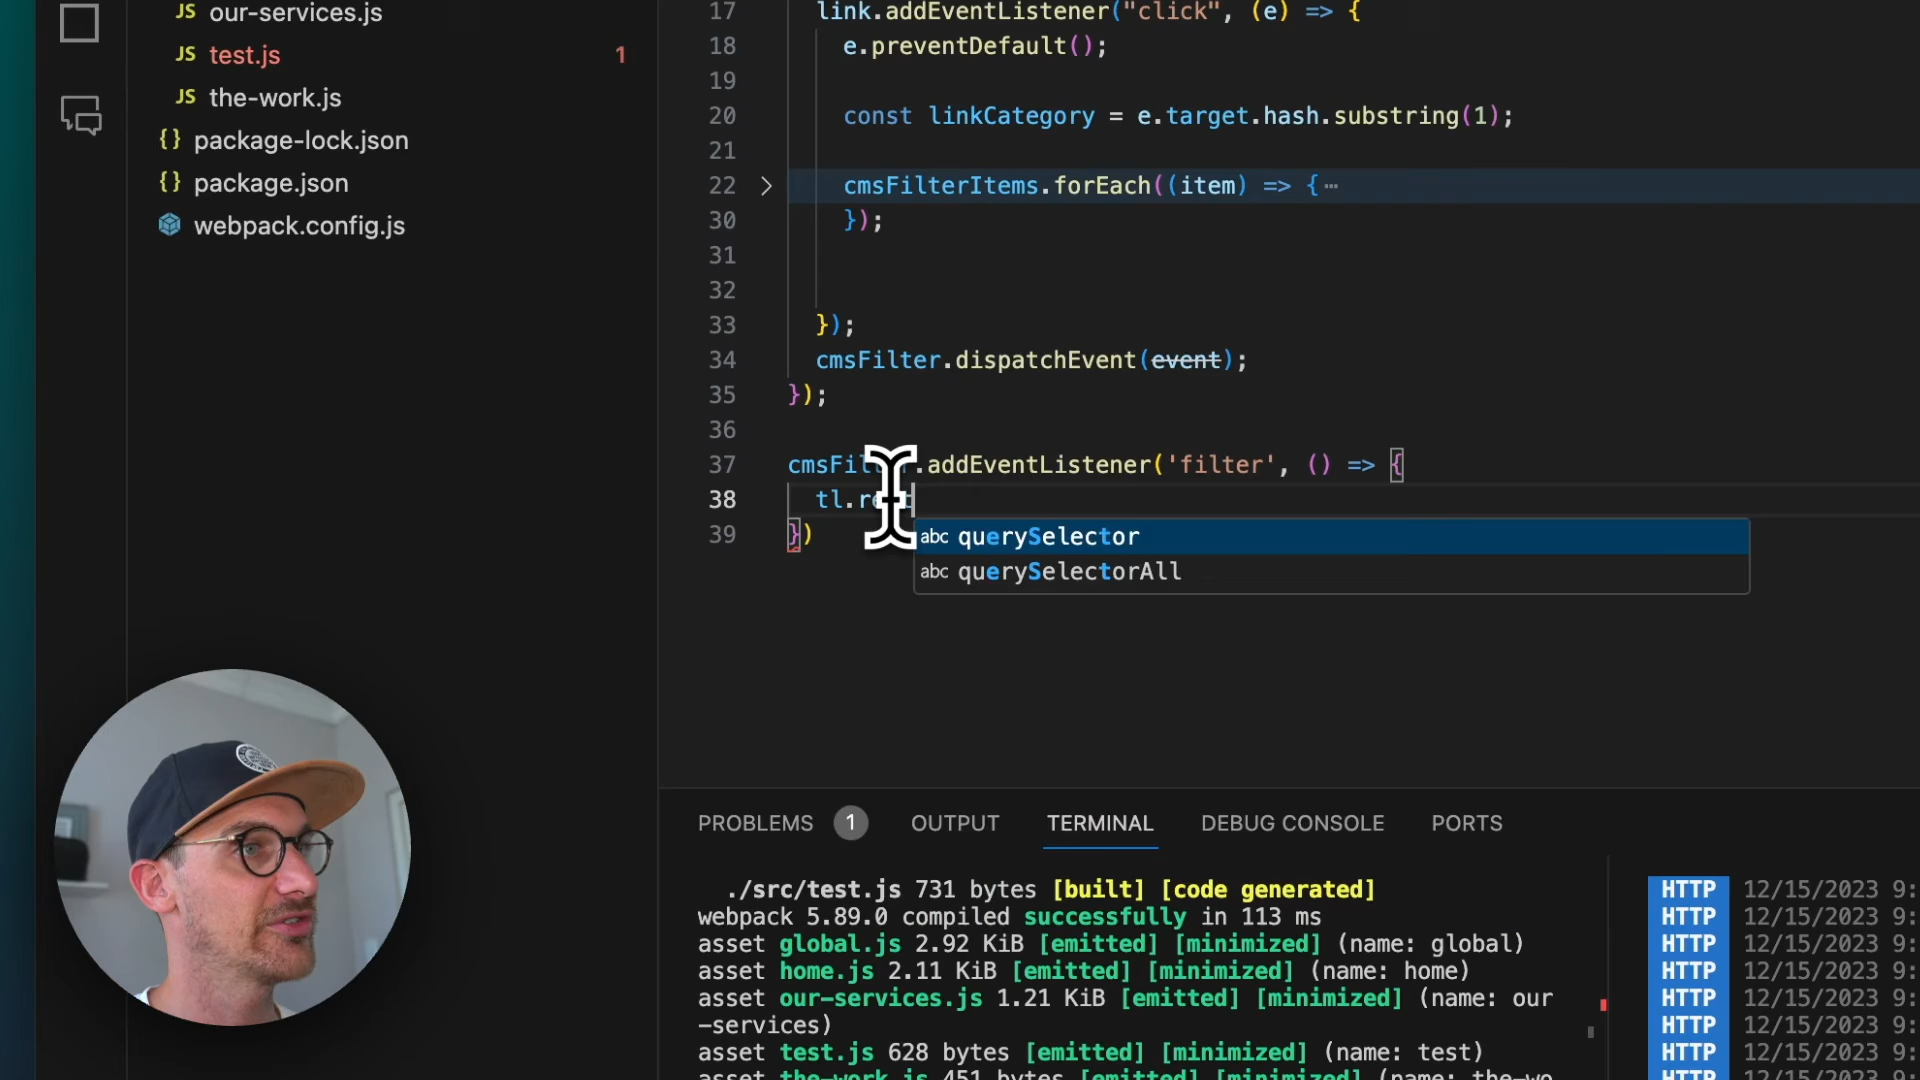 JS our-services.js
JS test.js 1
JS the-work.js
{} package-lock.json
{} package.json
webpack.config.js
17 link.addEventListener("click", (e) => {
18 e.preventDefault();
19
20 const linkCategory = e.target.hash.substring(1);
21
22 cmsFilterItems.forEach((item) => {⋯
30 });
31
32
33 });
34 cmsFilter.dispatchEvent(event);
35 });
36
37 .addEventListener('filter', () => {
38
39 })
abc querySelector
abc querySelectorAll
PROBLEMS 1 OUTPUT TERMINAL DEBUG CONSOLE PORTS
./src/test.js 731 bytes [built] [code generated]
webpack 5.89.0 compiled successfully in 113 ms
asset global.js 2.92 KiB [emitted] [minimized] (name: global)
asset home.js 2.11 KiB [emitted] [minimized] (name: home)
asset our-services.js 1.21 KiB [emitted] [minimized] (name: our
-services)
asset test.js 628 bytes [emitted] [minimized] (name: test)
asset the-work.js 451 bytes [emitted] [minimized] (name: the-wo
HTTP 12/15/2023 9:
HTTP 12/15/2023 9:
HTTP 12/15/2023 9:
HTTP 12/15/2023 9:
HTTP 12/15/2023 9:
HTTP 12/15/2023 9:
HTTP 12/15/2023 9:
HTTP 12/15/2023 9: